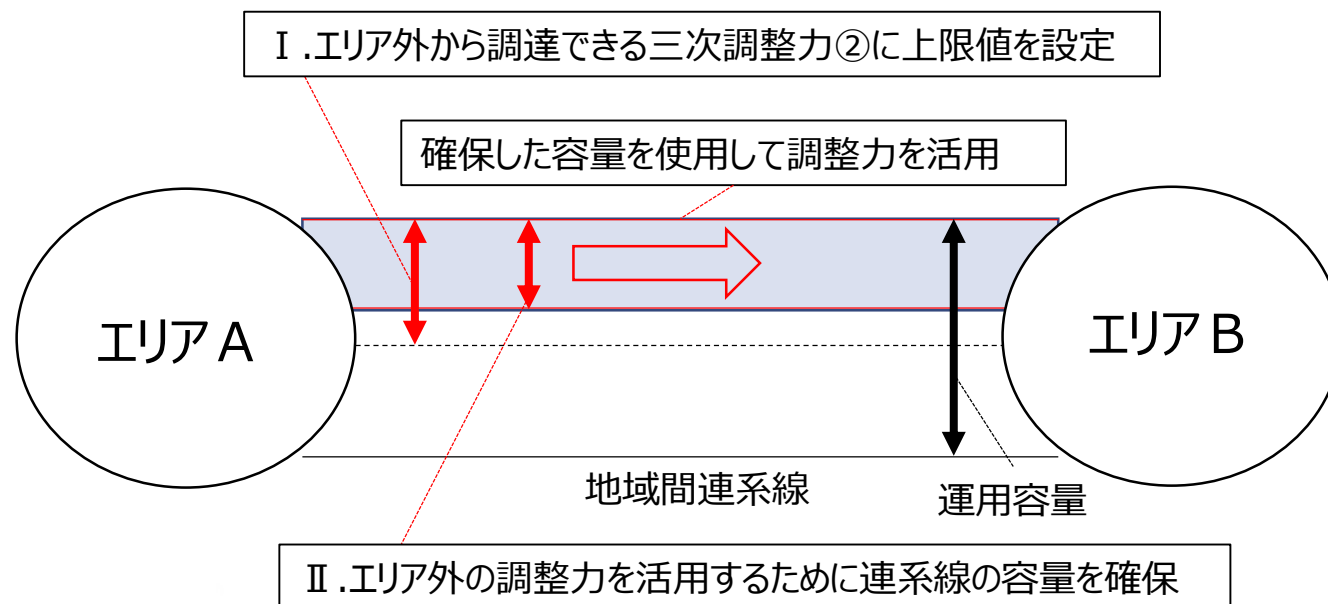 Ⅰ.エリア外から調達できる三次調整力②に上限値を設定
確保した容量を使用して調整力を活用
エリアA
エリアB
地域間連系線
運用容量
Ⅱ.エリア外の調整力を活用するために連系線の容量を確保